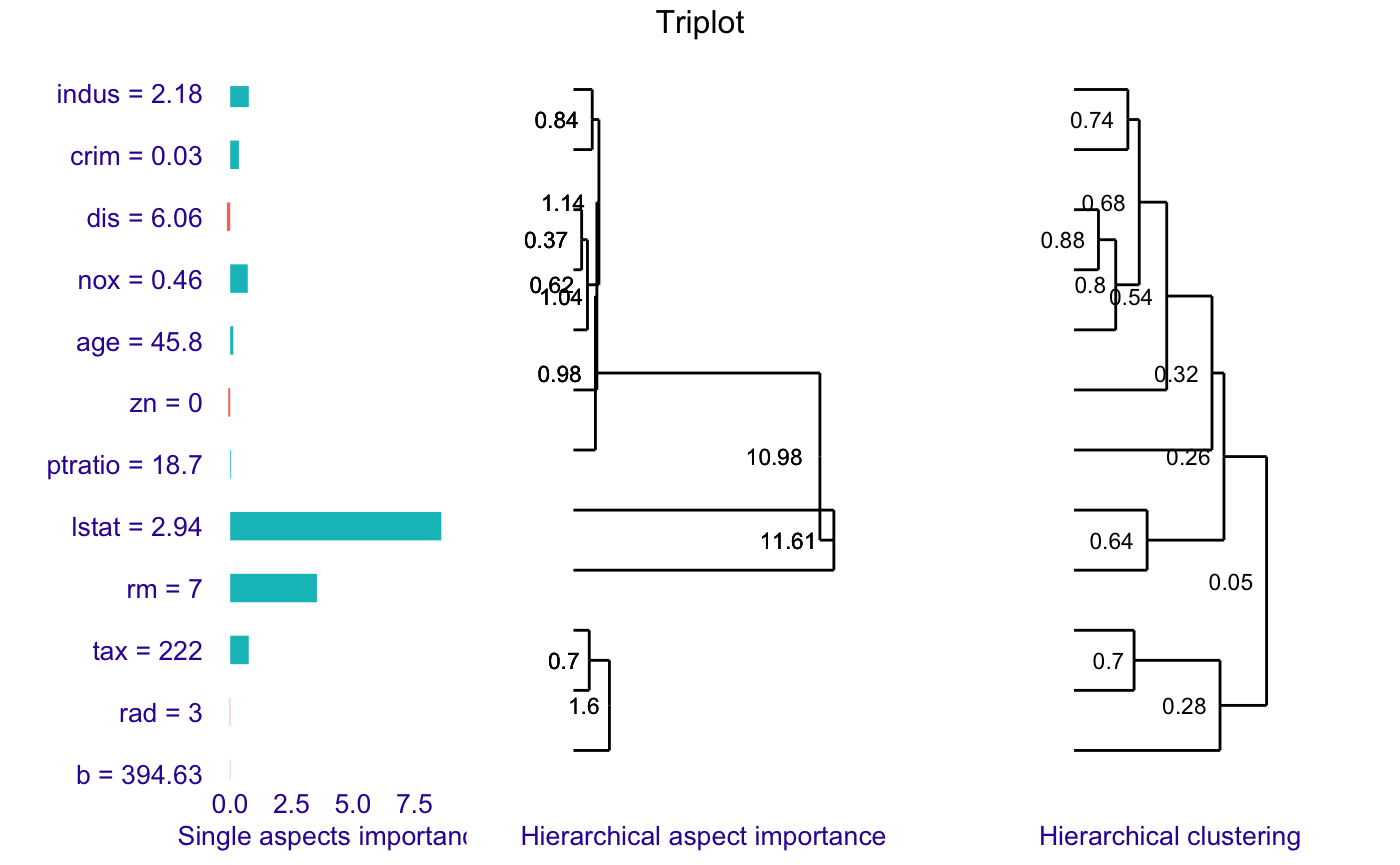 Triplot
indus = 2.18
crim = 0.03
dis = 6.06
nox = 0.46
age = 45.8
zn = 0
ptratio = 18.7
lstat = 2.94
rm = 7
tax = 222
rad = 3
b = 394.63
0.0 2.5 5.0 7.5
Single aspects importanc
0.84
1.14
0.37
0.62
1.04
0.98
10.98
11.61
0.7
1.6
Hierarchical aspect importance
0.74
0.68
0.88
0.8
0.54
0.32
0.26
0.64
0.05
0.7
0.28
Hierarchical clustering